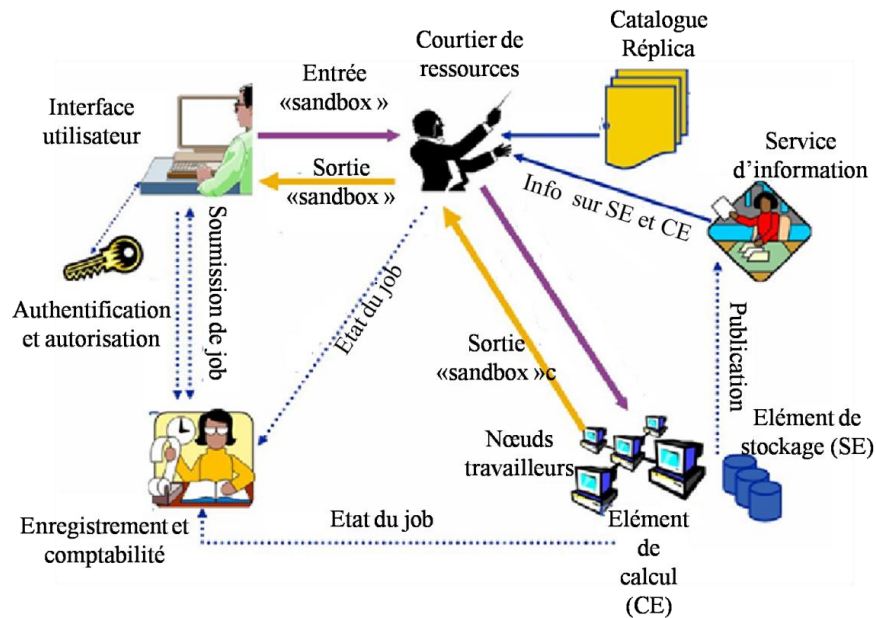 Catalogue
Réplica
Courtier de
ressources
Entrée
«sandbox »
Interface
utilisateur
Service
d’information
Sortie
«sandbox »
Info sur SE et CE
Soumission de job
Authentification
et autorisation
Etat du job
Publication
Sortie
«sandbox »c
Elément de
stockage (SE)
Nœuds
travailleurs
Enregistrement et
comptabilité
Etat du job
Elément
de
calcul
(CE)